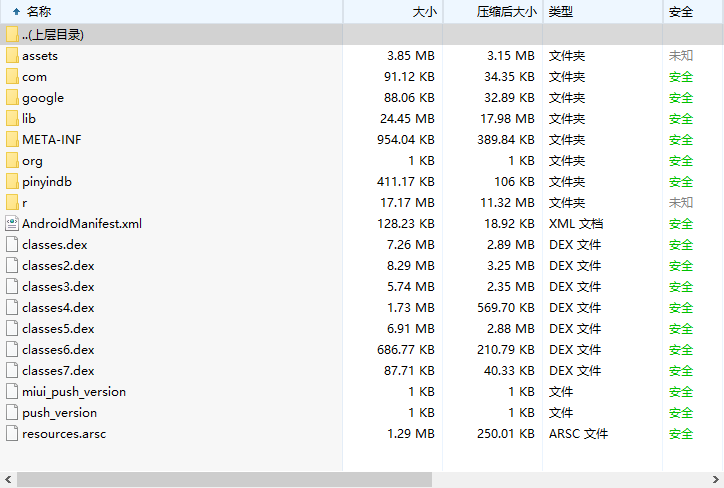 名称 大小 压缩后大小 类型 安全
..(上层目录)
assets 3.85 MB 3.15 MB 文件夹 未知
com 91.12 KB 34.35 KB 文件夹 安全
google 88.06 KB 32.89 KB 文件夹 安全
lib 24.45 MB 17.98 MB 文件夹 安全
META-INF 954.04 KB 389.84 KB 文件夹 安全
org 1 KB 1 KB 文件夹 安全
pinyindb 411.17 KB 106 KB 文件夹 安全
r 17.17 MB 11.32 MB 文件夹 未知
AndroidManifest.xml 128.23 KB 18.92 KB XML 文档 安全
classes.dex 7.26 MB 2.89 MB DEX 文件 安全
classes2.dex 8.29 MB 3.25 MB DEX 文件 安全
classes3.dex 5.74 MB 2.35 MB DEX 文件 安全
classes4.dex 1.73 MB 569.70 KB DEX 文件 安全
classes5.dex 6.91 MB 2.88 MB DEX 文件 安全
classes6.dex 686.77 KB 210.79 KB DEX 文件 安全
classes7.dex 87.71 KB 40.33 KB DEX 文件 安全
miui_push_version 1 KB 1 KB 文件 安全
push_version 1 KB 1 KB 文件 安全
resources.arsc 1.29 MB 250.01 KB ARSC 文件 安全